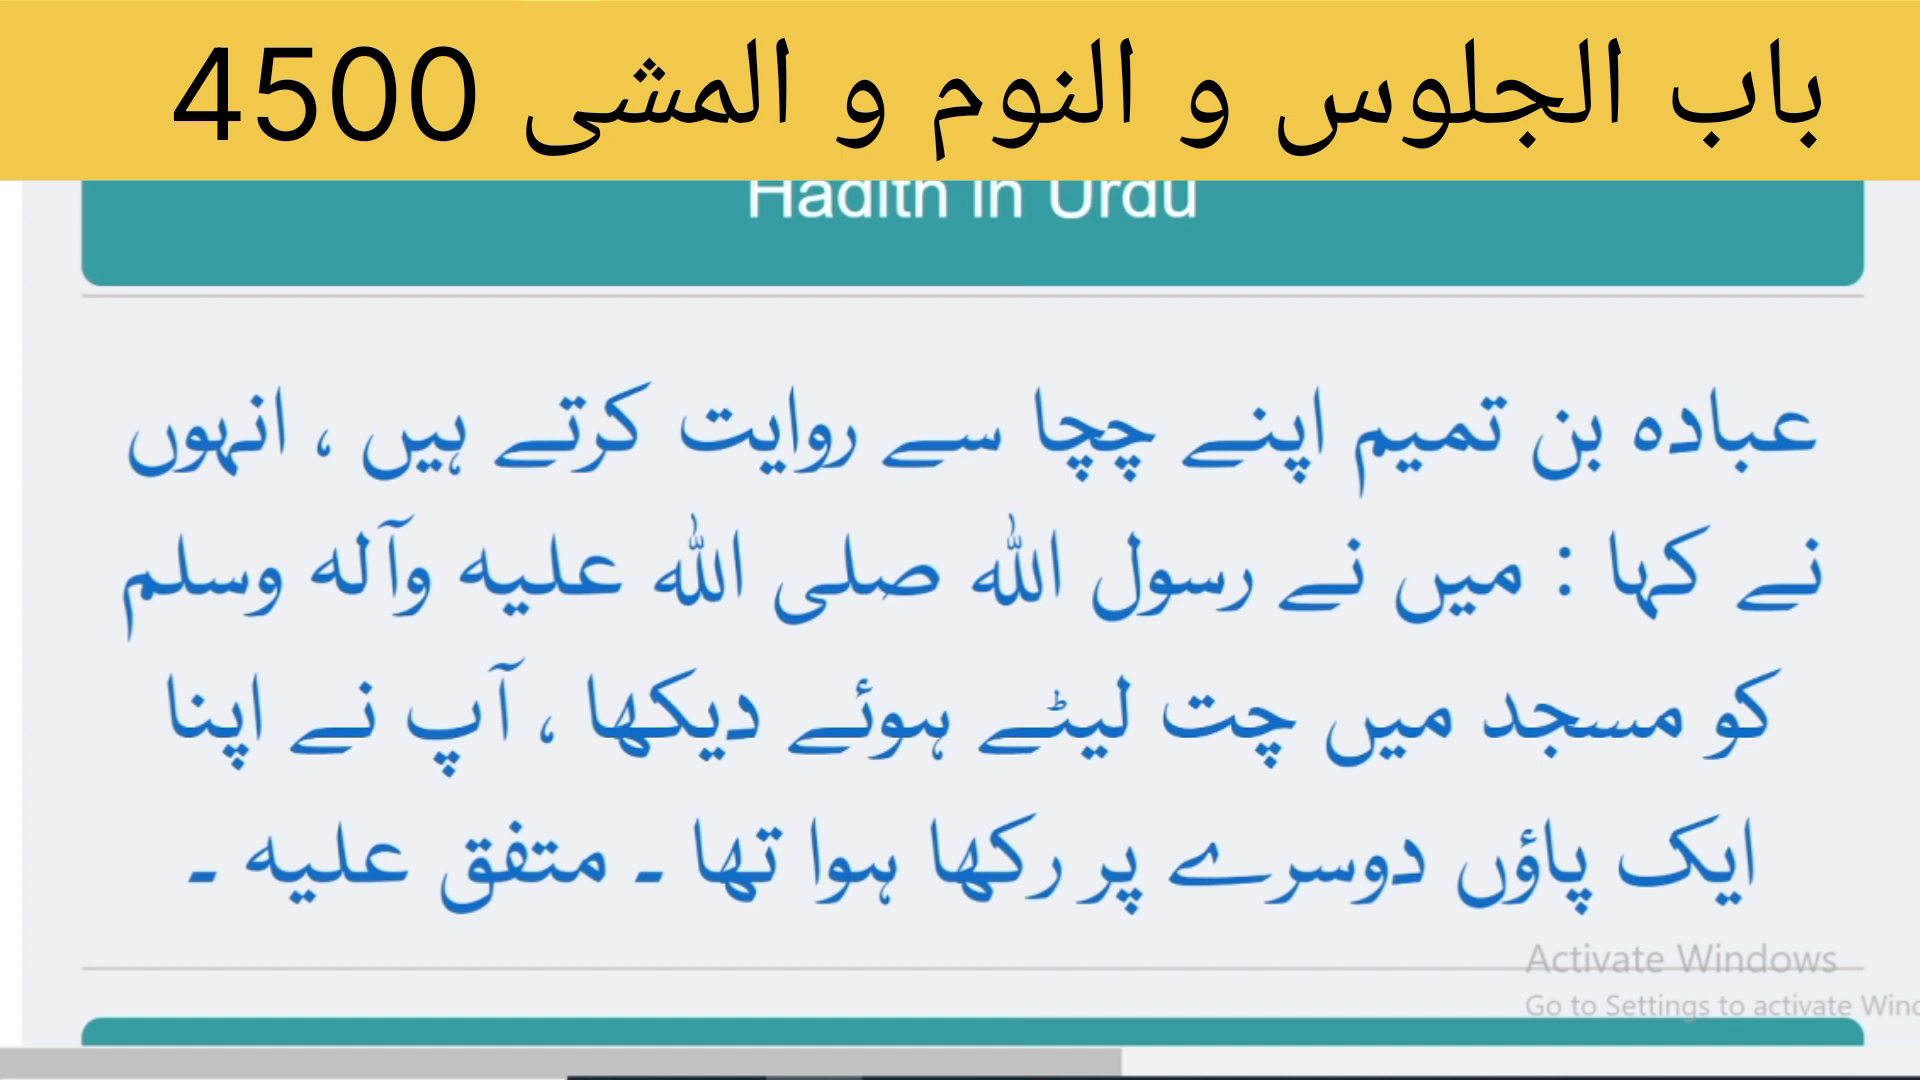 باب الجلوس و النوم و المشی 4500
Hadith in Urdu
عبادہ بن تمیم اپنے چچا سے روایت کرتے ہیں ، انہوں
نے کہا : میں نے رسول اللہ صلی اللہ علیہ وآلہ وسلم
کو مسجد میں چت لیٹے ہوئے دیکھا ، آپ نے اپنا
ایک پاؤں دوسرے پر رکھا ہوا تھا ۔ متفق علیہ ۔
Activate Windows
Go to Settings to activate Wind